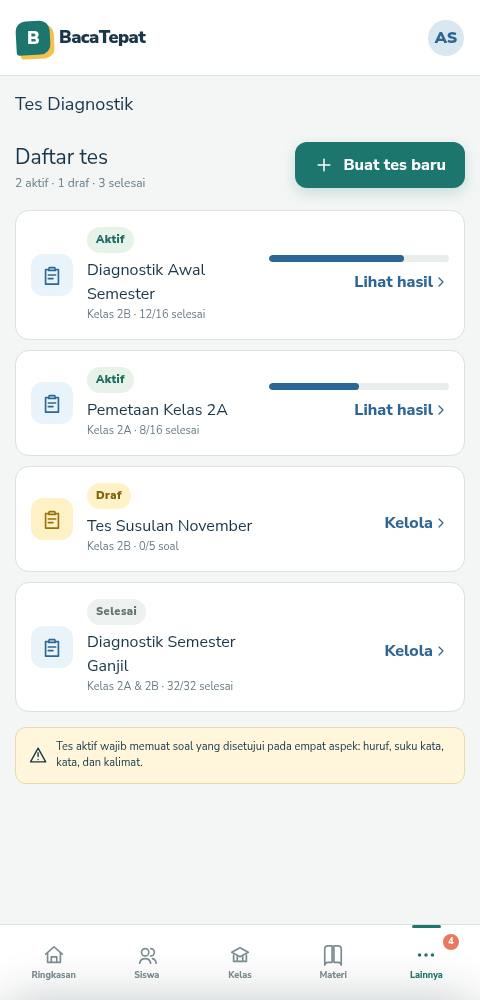 B BacaTepat
AS
Tes Diagnostik
Daftar tes
2 aktif · 1 draf · 3 selesai
Buat tes baru
Aktif
Diagnostik Awal
Semester
Kelas 2B · 12/16 selesai
Lihat hasil
Aktif
Pemetaan Kelas 2A
Kelas 2A · 8/16 selesai
Lihat hasil
Draf
Tes Susulan November
Kelas 2B · 0/5 soal
Kelola
Selesai
Diagnostik Semester
Ganjil
Kelas 2A & 2B · 32/32 selesai
Kelola
Tes aktif wajib memuat soal yang disetujui pada empat aspek: huruf, suku kata,
kata, dan kalimat.
4
Ringkasan
Siswa
Kelas
Materi
Lainnya